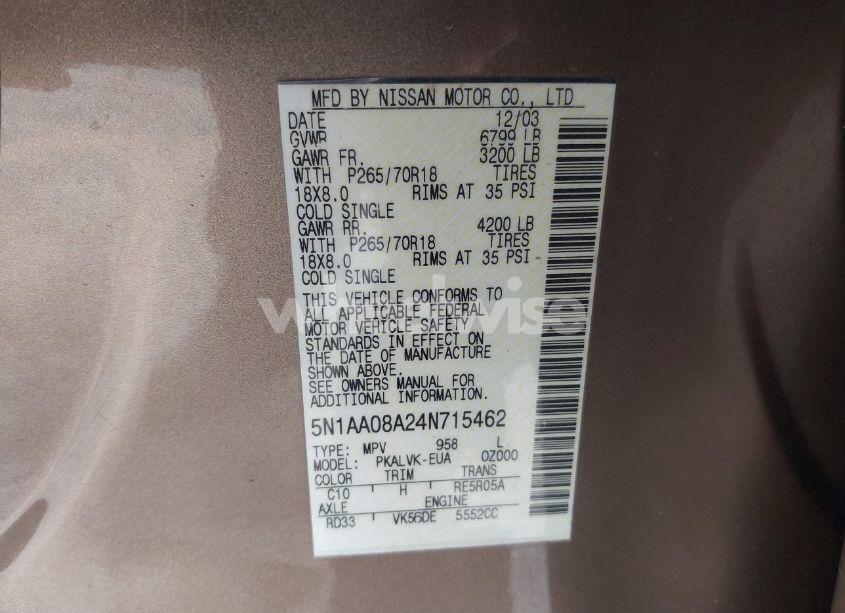 MFD BY NISSAN MOTOR CO., LTD
DATE 12/03
GVWR 6799 LB
GAWR FR. 3200 LB
WITH P265/70R18 TIRES
18X8.0 RIMS AT 35 PSI
COLD SINGLE
GAWR RR. 4200 LB
WITH P265/70R18 TIRES
18X8.0 RIMS AT 35 PSI
COLD SINGLE
THIS VEHICLE CONFORMS TO
ALL APPLICABLE FEDERAL
MOTOR VEHICLE SAFETY
STANDARDS IN EFFECT ON
THE DATE OF MANUFACTURE
SHOWN ABOVE.
SEE OWNERS MANUAL FOR
ADDITIONAL INFORMATION.
5N1AA08A24N715462
TYPE: MPV 958 L
MODEL: PKALVK-EUA 0Z000
COLOR TRIM TRANS
C10 H RE5R05A
AXLE ENGINE
RD33 VK56DE 5552CC